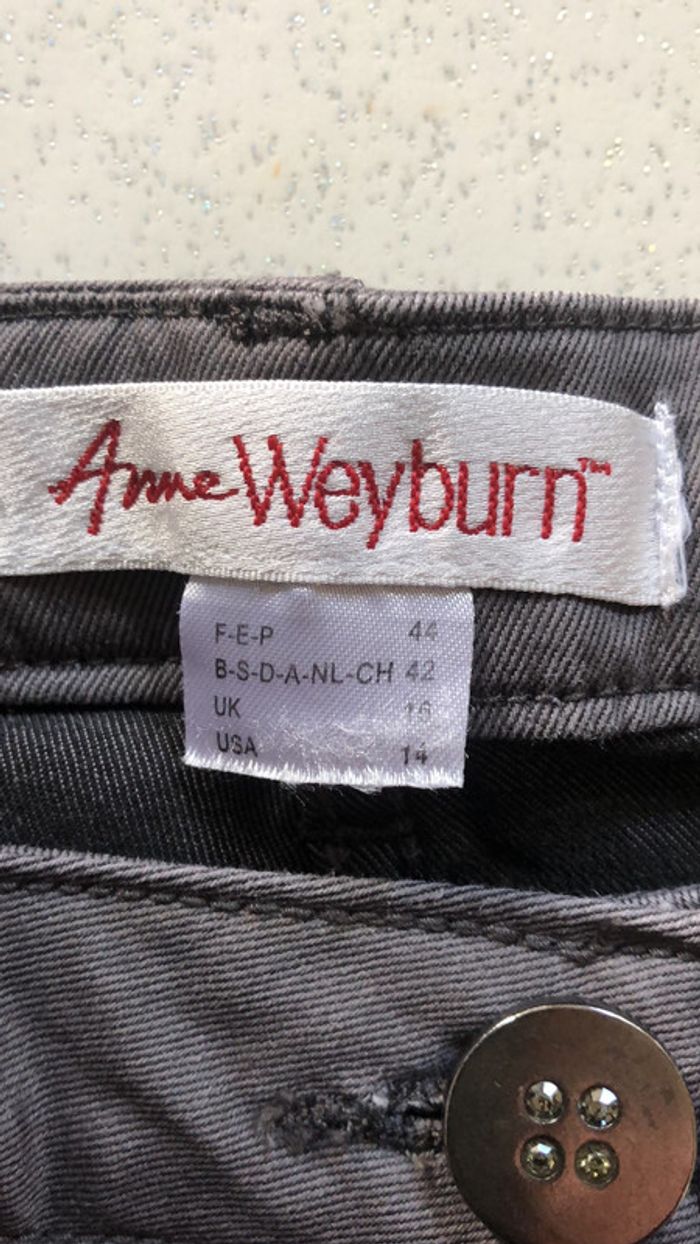 Anne Weyburn™
F-E-P 44
B-S-D-A-NL-CH 42
UK 16
USA 14